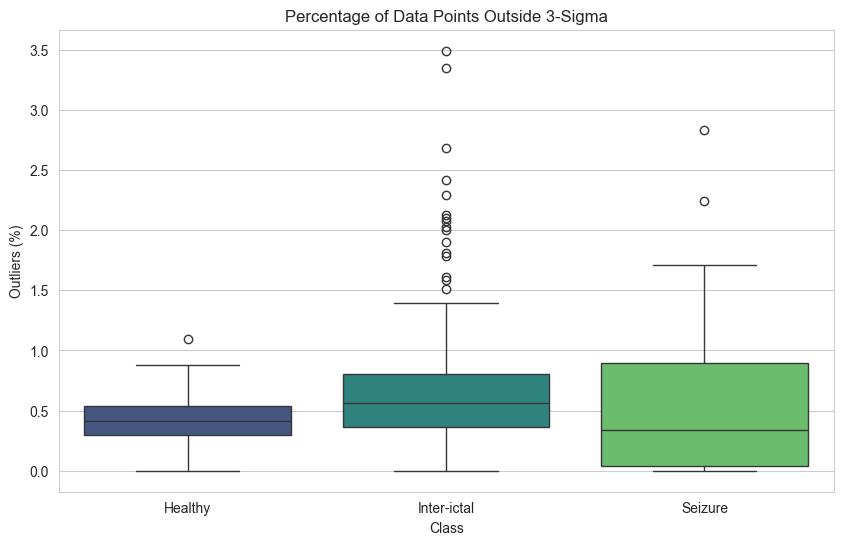 Percentage of Data Points Outside 3-Sigma
3.5
3.0
2.5
2.0
1.5
1.0
0.5
0.0
Outliers (%)
Healthy
Inter-ictal
Seizure
Class